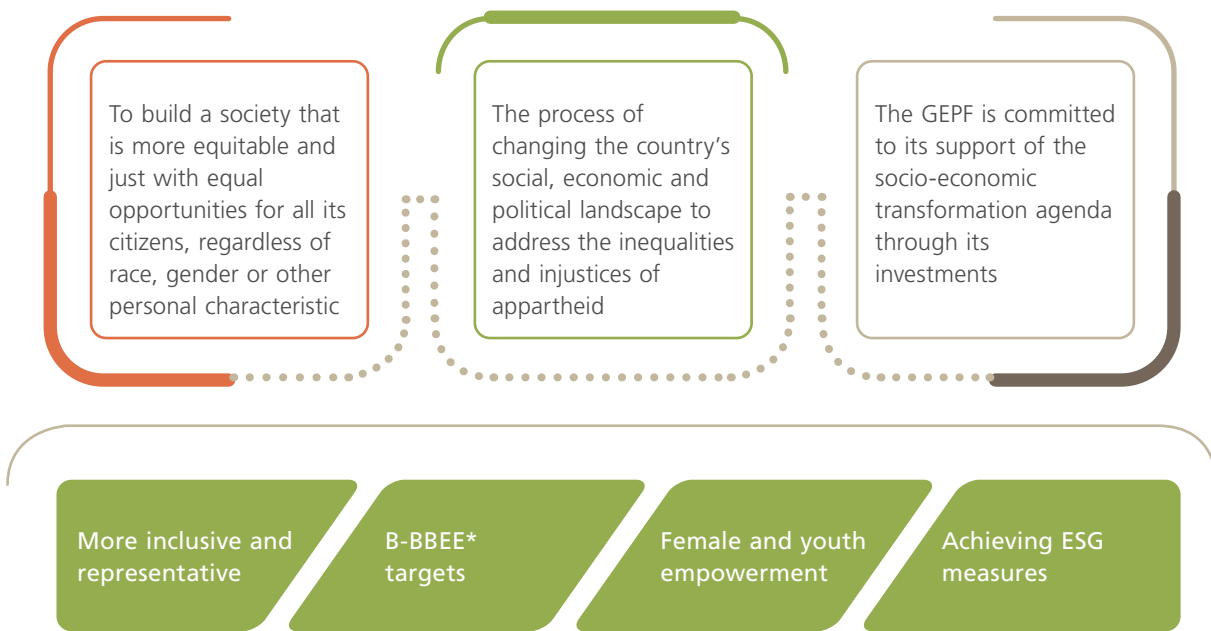 To build a society that
is more equitable and
just with equal
opportunities for all its
citizens, regardless of
race, gender or other
personal characteristic
The process of
changing the country's
social, economic and
political landscape to
address the inequalities
and injustices of
appartheid
The GEPF is committed
to its support of the
socio-economic
transformation agenda
through its
investments
More inclusive and
representative
B-BBEE*
targets
Female and youth
empowerment
Achieving ESG
measures